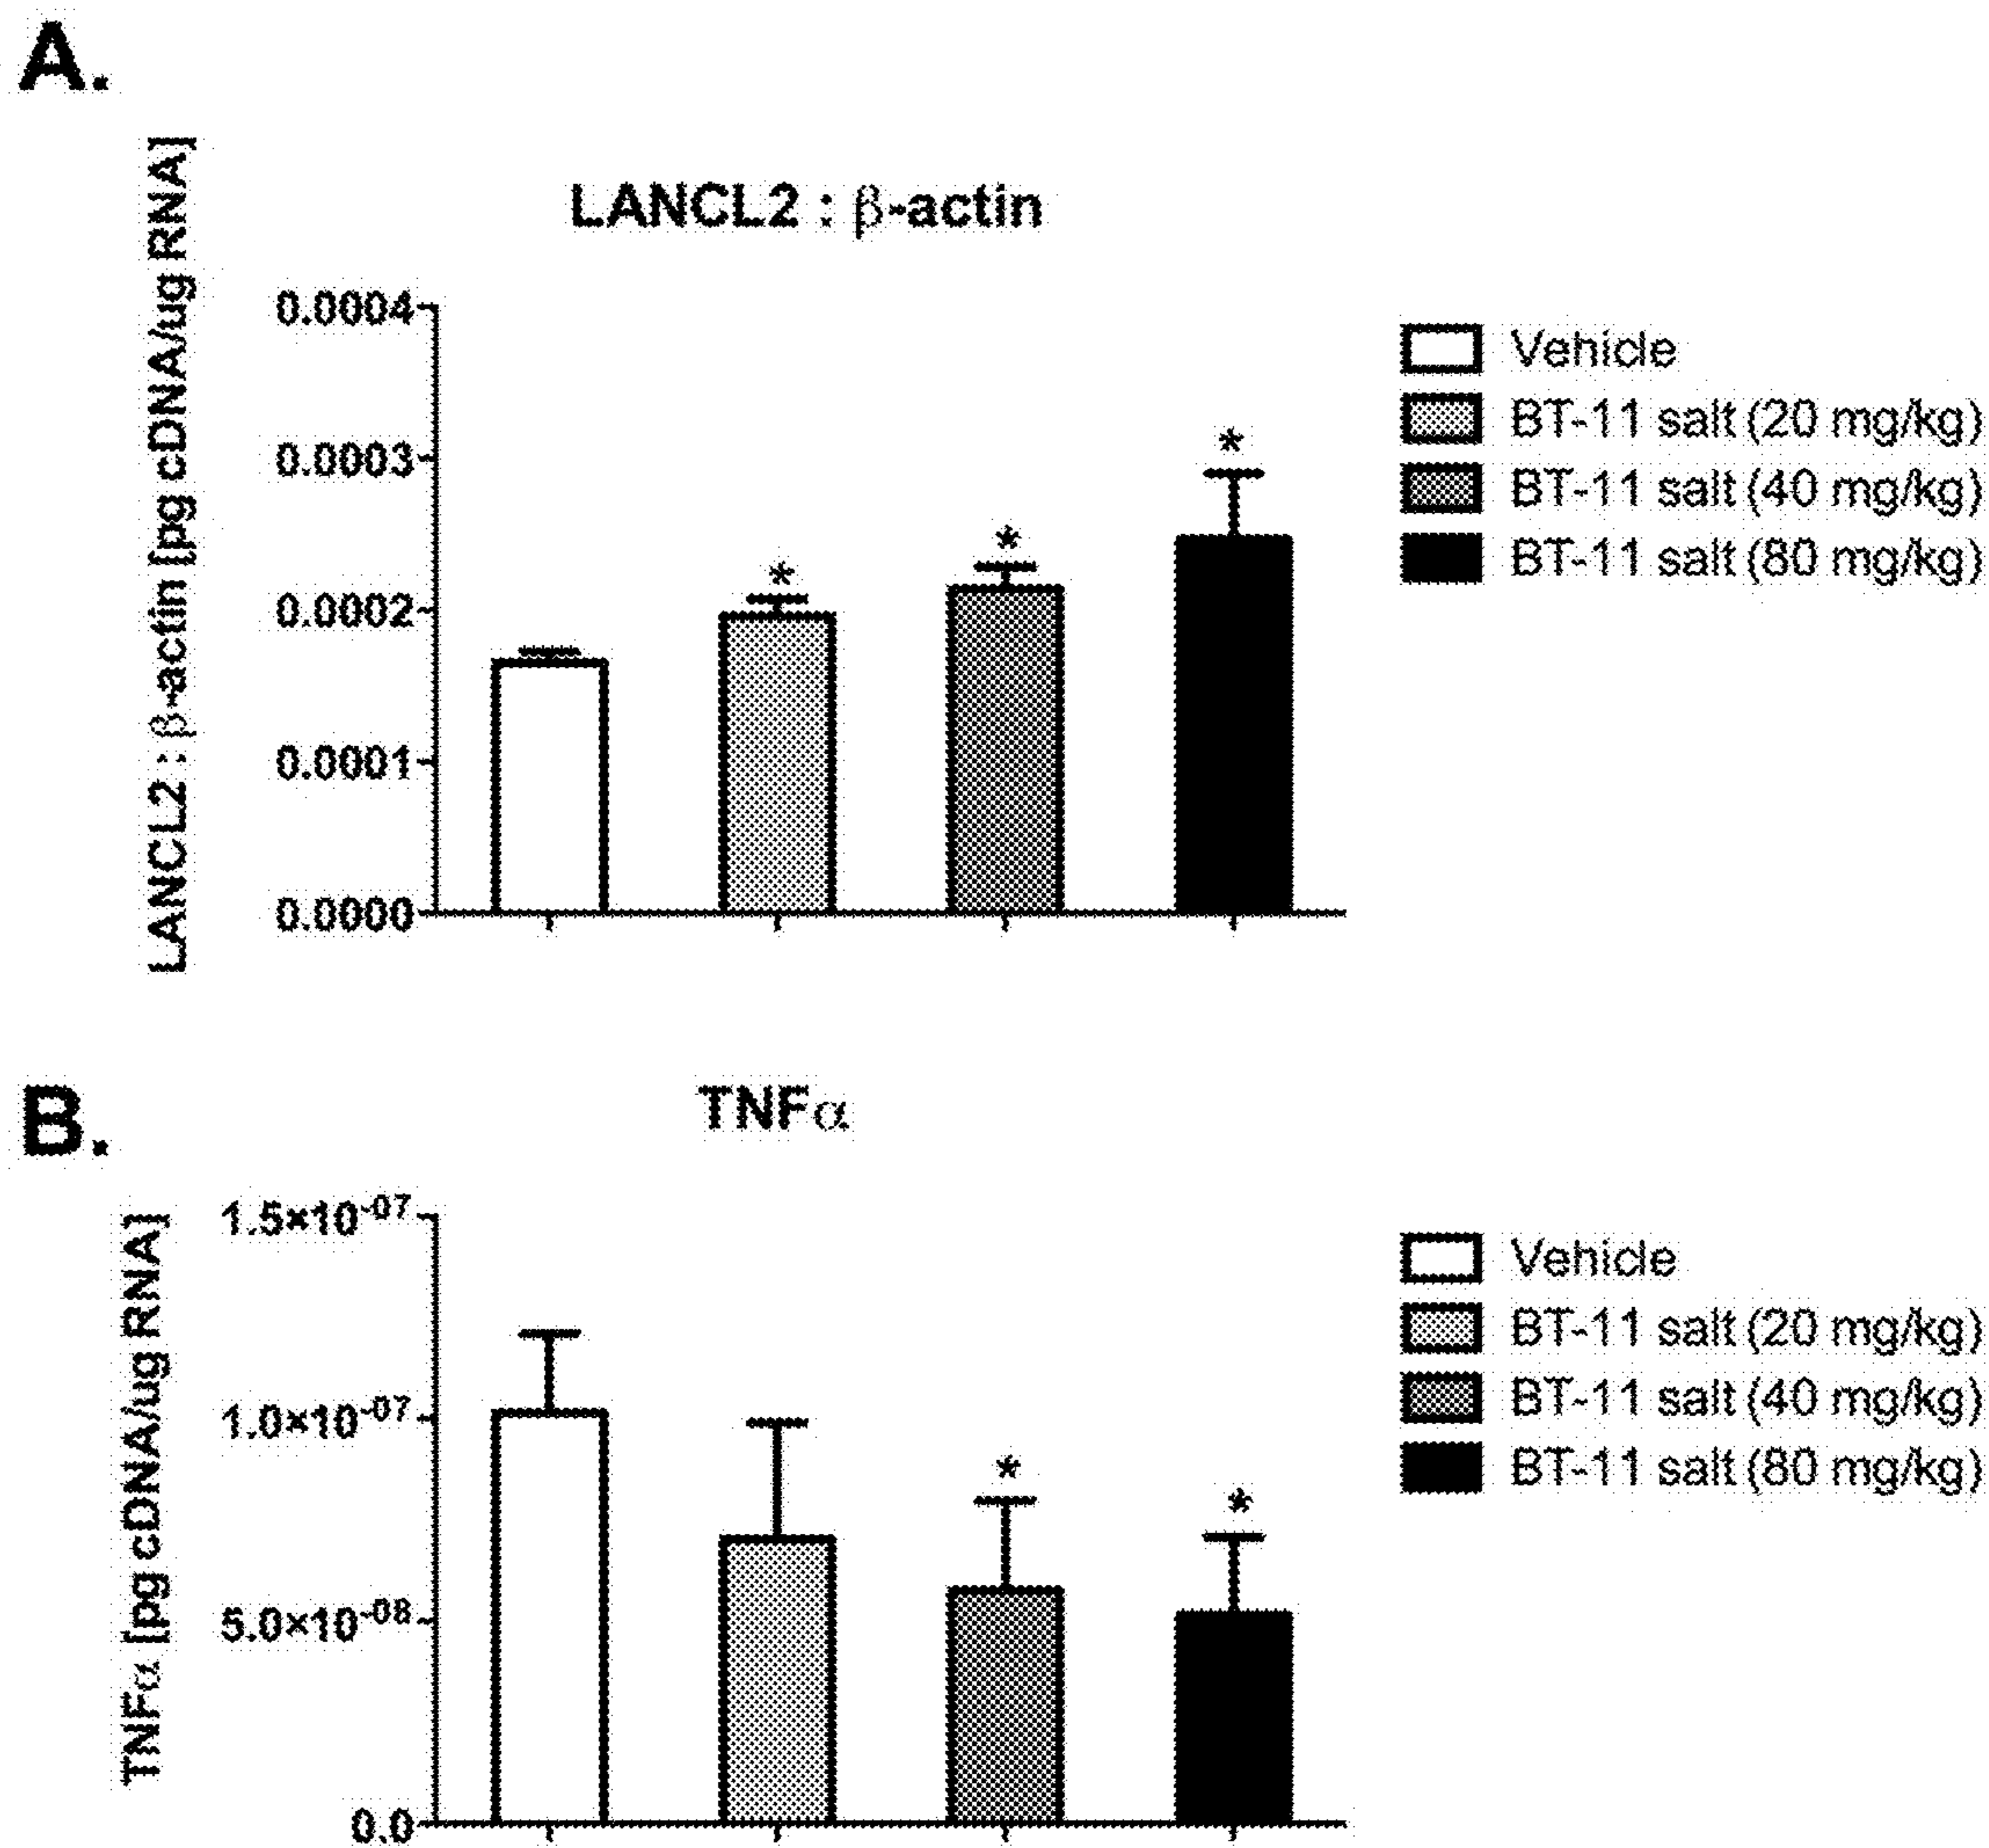 A.
LANCL2 : β-actin
LANCL2 : β-actin [pg cDNA/ug RNA]
0.0004
0.0003
0.0002
0.0001
0.0000
*
*
*
Vehicle
BT-11 salt (20 mg/kg)
BT-11 salt (40 mg/kg)
BT-11 salt (80 mg/kg)
B.
TNFα
TNFα [pg cDNA/ug RNA]
1.5×10⁻⁰⁷
1.0×10⁻⁰⁷
5.0×10⁻⁰⁸
0.0
*
*
Vehicle
BT-11 salt (20 mg/kg)
BT-11 salt (40 mg/kg)
BT-11 salt (80 mg/kg)